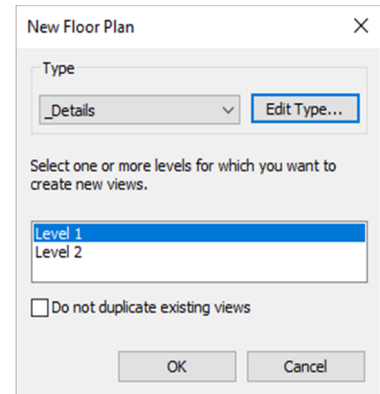 New Floor Plan
Type
_Details
Edit Type...
Select one or more levels for which you want to
create new views.
Level 1
Level 2
Do not duplicate existing views
OK
Cancel